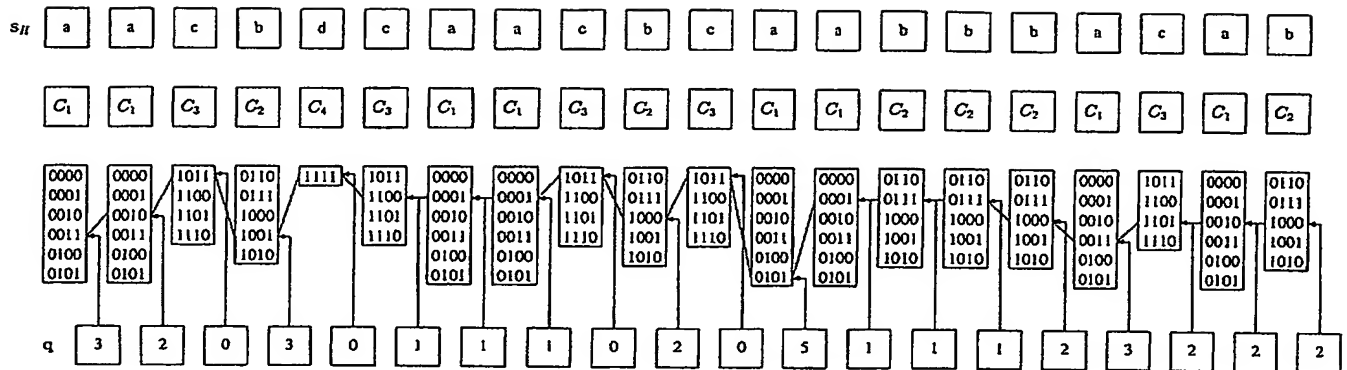 s_H a a c b d c a a c b c a a b b b a c a b
C₁ C₁ C₃ C₂ C₄ C₃ C₁ C₁ C₃ C₂ C₃ C₁ C₁ C₂ C₂ C₂ C₁ C₃ C₁ C₂
0000 0000 1011 0110 1111 1011 0000 0000 1011 0110 1011 0000 0000 0110 0110 0110 0000 1011 0000 0110
0001 0001 1100 0111 1100 0001 0001 1100 0111 1100 0001 0001 0111 0111 0111 0001 1100 0001 0111
0010 0010 1101 1000 1101 0010 0010 1101 1000 1101 0010 0010 1000 1000 1000 0010 1101 0010 1000
0011 0011 1110 1001 1110 0011 0011 1110 1001 1110 0011 0011 1001 1001 1001 0011 1110 0011 1001
0100 0100 1010 0100 0100 1010 0100 0100 1010 1010 1010 0100 0100 1010
0101 0101 0101 0101 0101 0101 0101 0101
q 3 2 0 3 0 1 1 1 0 2 0 5 1 1 1 2 3 2 2 2